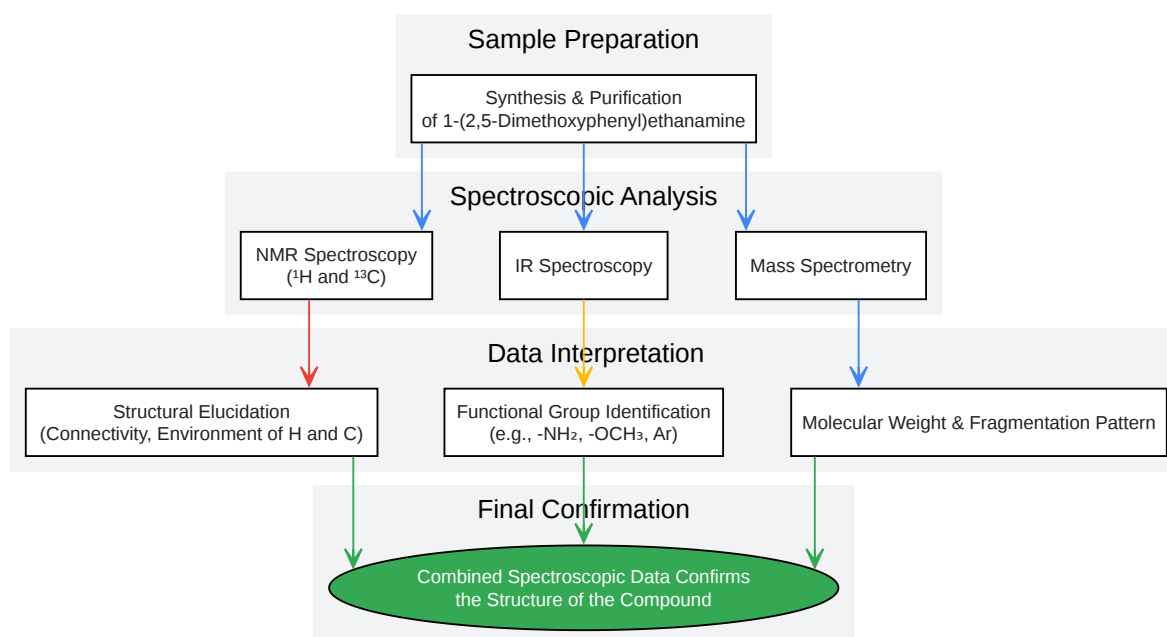 Sample Preparation
Synthesis & Purification
of 1-(2,5-Dimethoxyphenyl)ethanamine
Spectroscopic Analysis
NMR Spectroscopy
(¹H and ¹³C)
IR Spectroscopy
Mass Spectrometry
Data Interpretation
Structural Elucidation
(Connectivity, Environment of H and C)
Functional Group Identification
(e.g., -NH₂, -OCH₃, Ar)
Molecular Weight & Fragmentation Pattern
Final Confirmation
Combined Spectroscopic Data Confirms
the Structure of the Compound